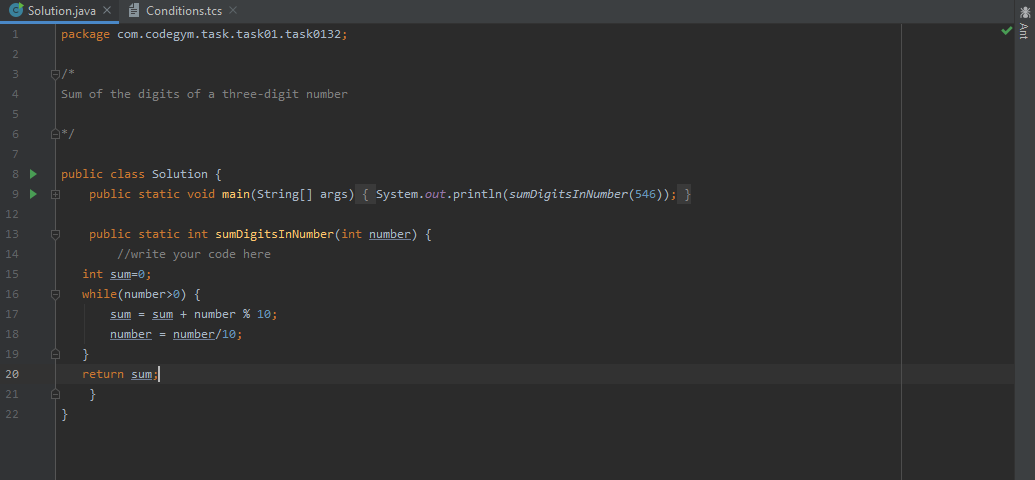 Solution.java Conditions.tcs
1 package com.codegym.task.task01.task0132;
2
3 /*
4 Sum of the digits of a three-digit number
5
6 */
7
8 public class Solution {
9 public static void main(String[] args) { System.out.println(sumDigitsInNumber(546)); }
12
13 public static int sumDigitsInNumber(int number) {
14 //write your code here
15 int sum=0;
16 while(number>0) {
17 sum = sum + number % 10;
18 number = number/10;
19 }
20 return sum;
21 }
22 }
Ant